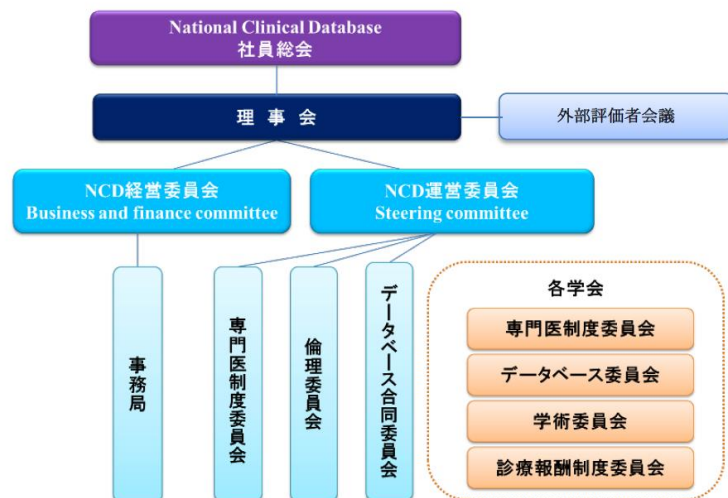 National Clinical Database
社員総会
理事会
外部評価者会議
NCD経営委員会
Business and finance committee
NCD運営委員会
Steering committee
事務局
専門医制度委員会
倫理委員会
データベース合同委員会
各学会
専門医制度委員会
データベース委員会
学術委員会
診療報酬制度委員会